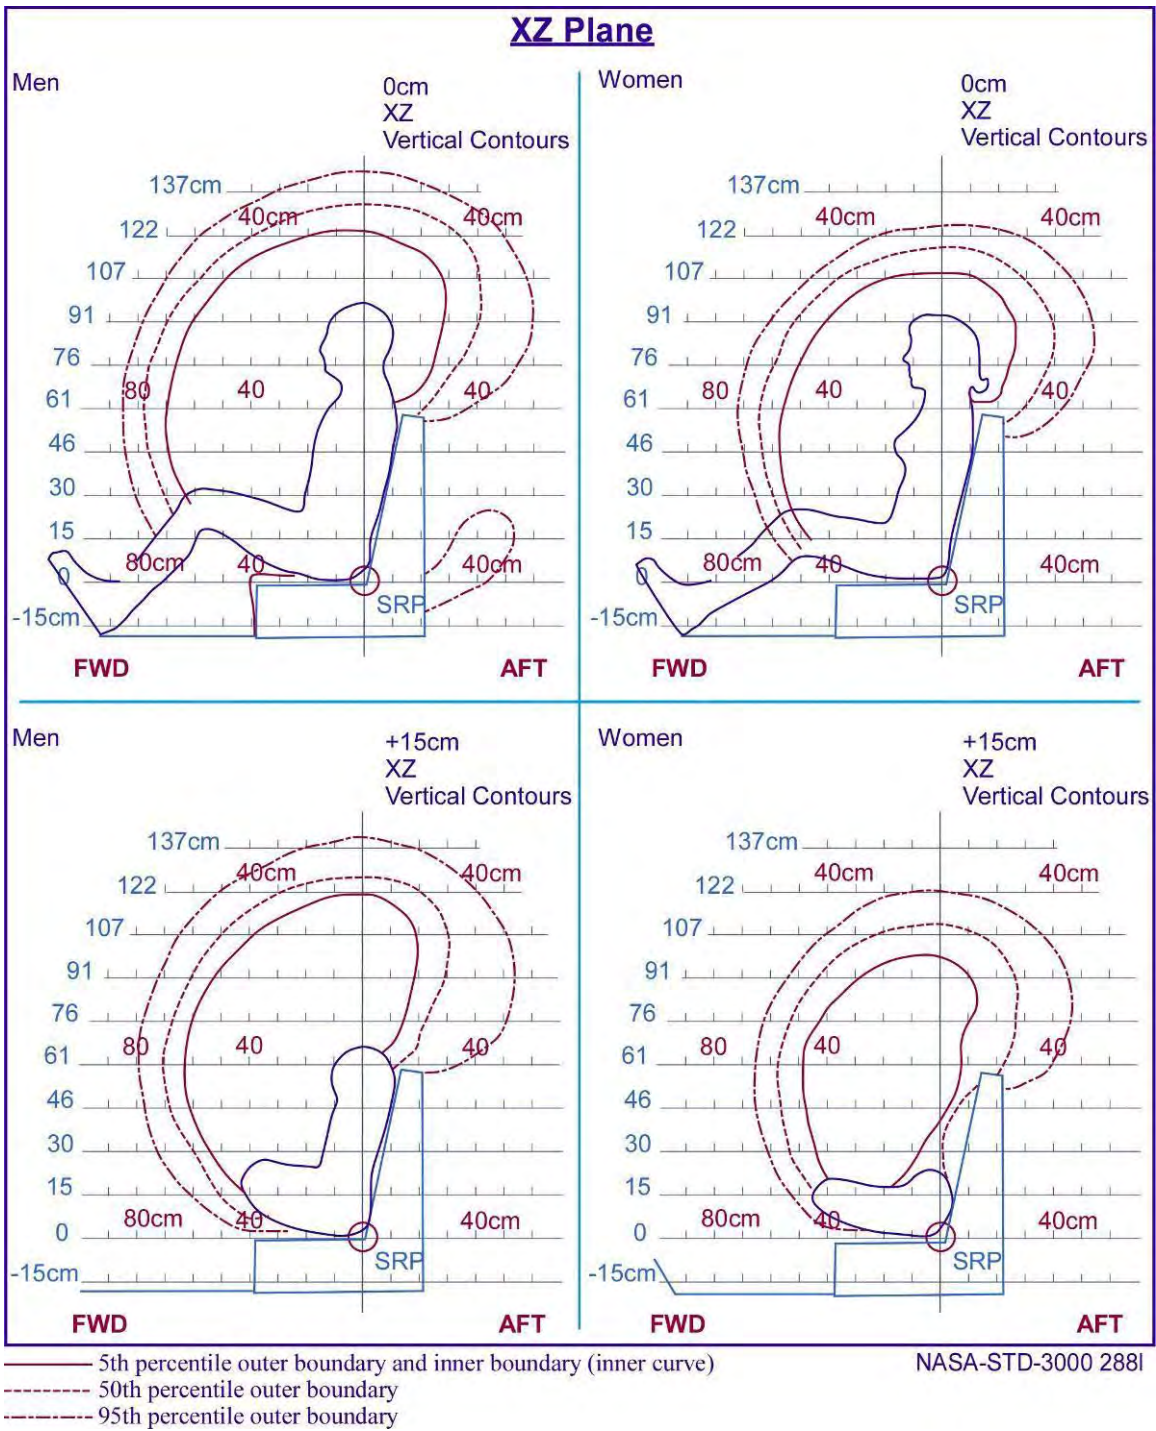 XZ Plane
Men
0cm
XZ
Vertical Contours
137cm
40cm
40cm
122
107
91
76
80
40
40
61
46
30
15
80cm
40
40cm
0
SRP
-15cm
FWD
AFT
Women
0cm
XZ
Vertical Contours
137cm
40cm
40cm
122
107
91
76
80
40
40
61
46
30
15
80cm
40
40cm
0
SRP
-15cm
FWD
AFT
Men
+15cm
XZ
Vertical Contours
137cm
40cm
40cm
122
107
91
76
80
40
40
61
46
30
15
80cm
40
40cm
0
SRP
-15cm
FWD
AFT
Women
+15cm
XZ
Vertical Contours
137cm
40cm
40cm
122
107
91
76
80
40
40
61
46
30
15
80cm
40
40cm
0
SRP
-15cm
FWD
AFT
5th percentile outer boundary and inner boundary (inner curve)
NASA-STD-3000 288I
50th percentile outer boundary
95th percentile outer boundary